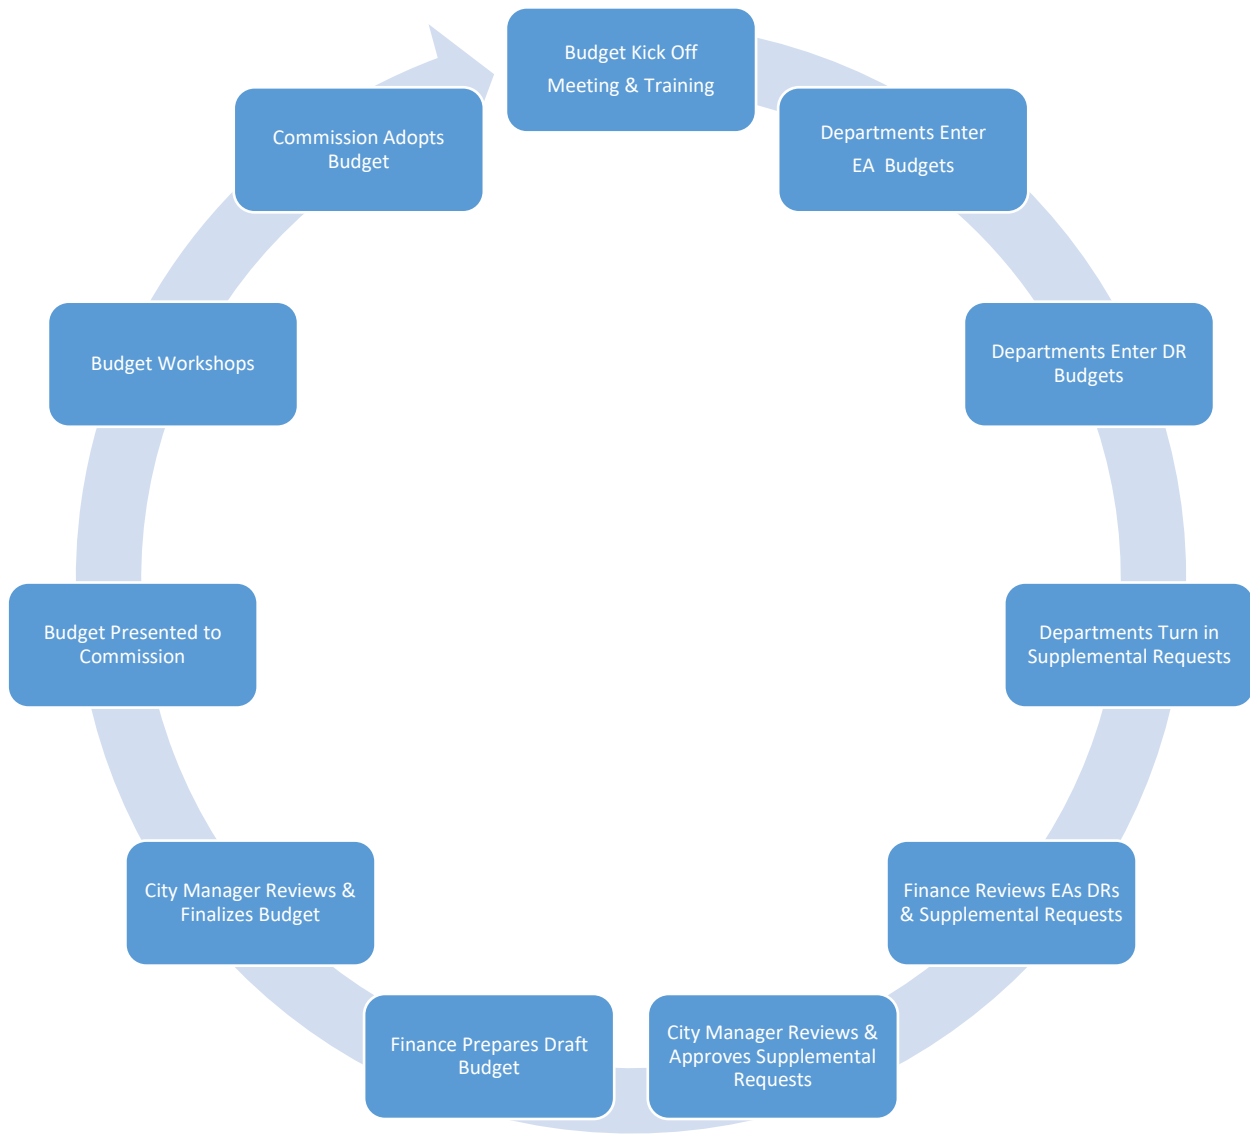 Budget Kick Off
Meeting & Training
Departments Enter
EA Budgets
Departments Enter DR
Budgets
Departments Turn in
Supplemental Requests
Finance Reviews EAs DRs
& Supplemental Requests
City Manager Reviews &
Approves Supplemental
Requests
Finance Prepares Draft
Budget
City Manager Reviews &
Finalizes Budget
Budget Presented to
Commission
Budget Workshops
Commission Adopts
Budget